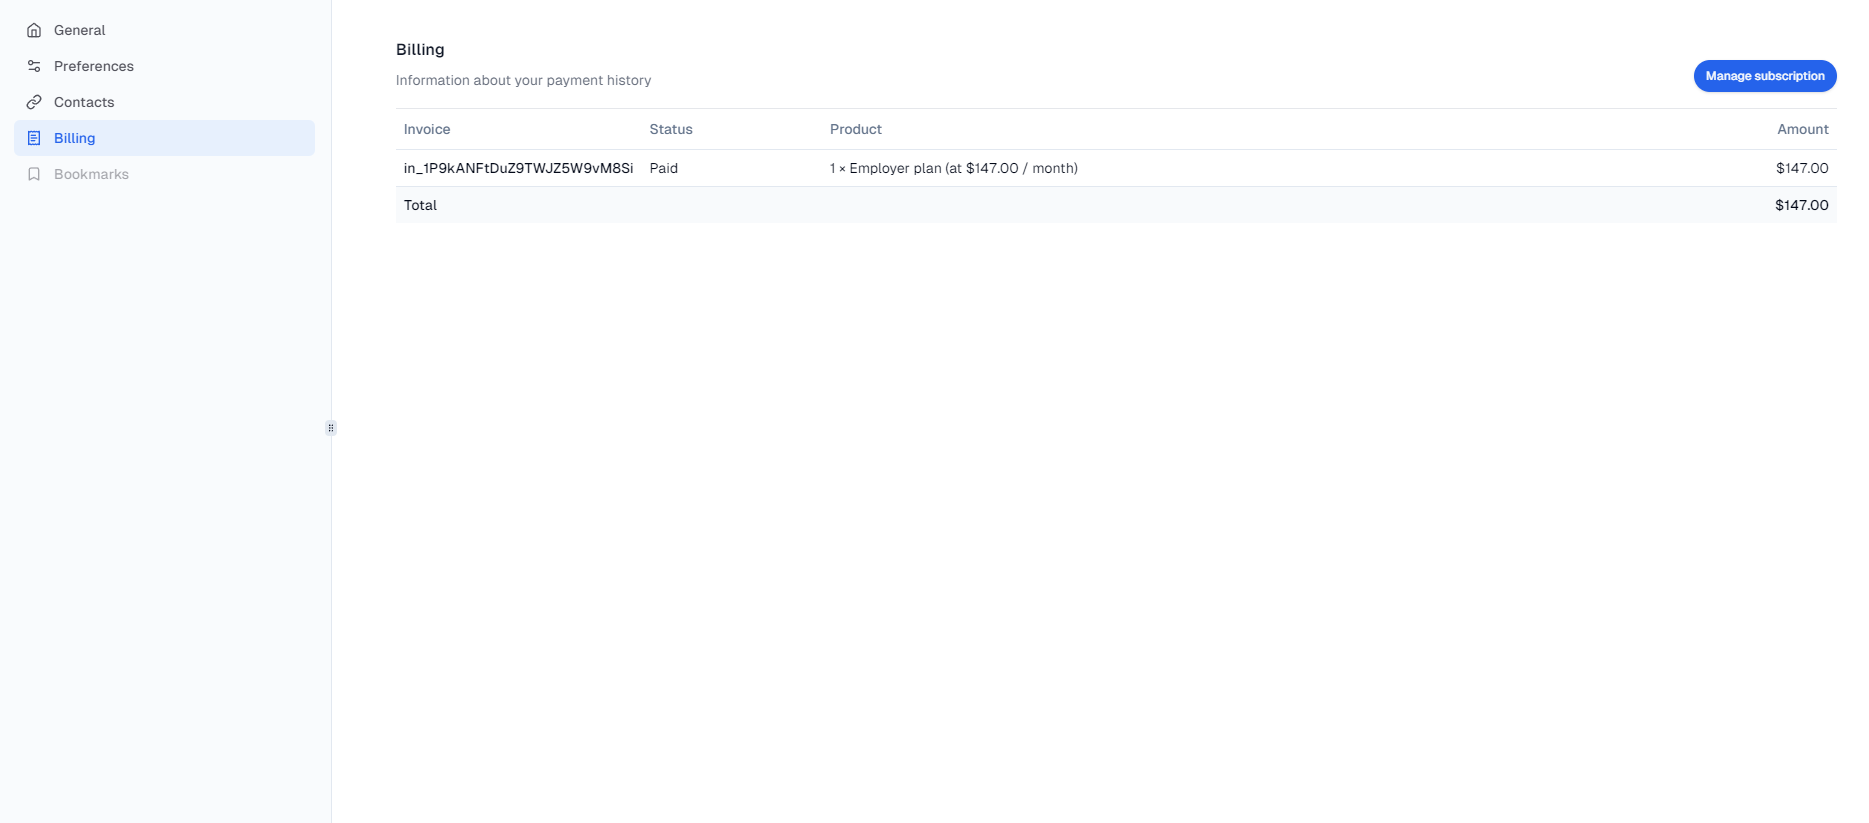 General
Preferences
Contacts
Billing
Bookmarks
Billing
Information about your payment history
Manage subscription
Invoice Status Product Amount
in_1P9kANFtDuZ9TWJZ5W9vM8Si Paid 1 × Employer plan (at $147.00 / month) $147.00
Total $147.00